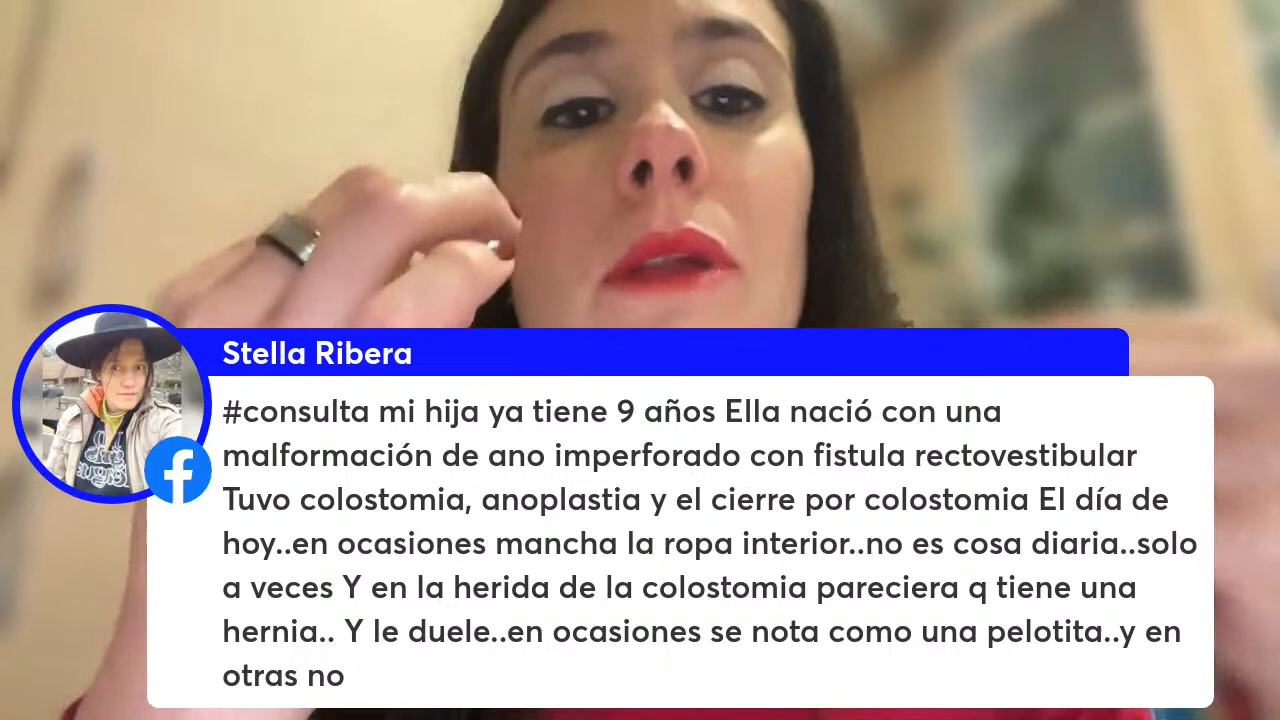 Stella Ribera
#consulta mi hija ya tiene 9 años Ella nació con una
malformación de ano imperforado con fistula rectovestibular
Tuvo colostomia, anoplastia y el cierre por colostomia El día de
hoy..en ocasiones mancha la ropa interior..no es cosa diaria..solo
a veces Y en la herida de la colostomia pareciera q tiene una
hernia.. Y le duele..en ocasiones se nota como una pelotita..y en
otras no